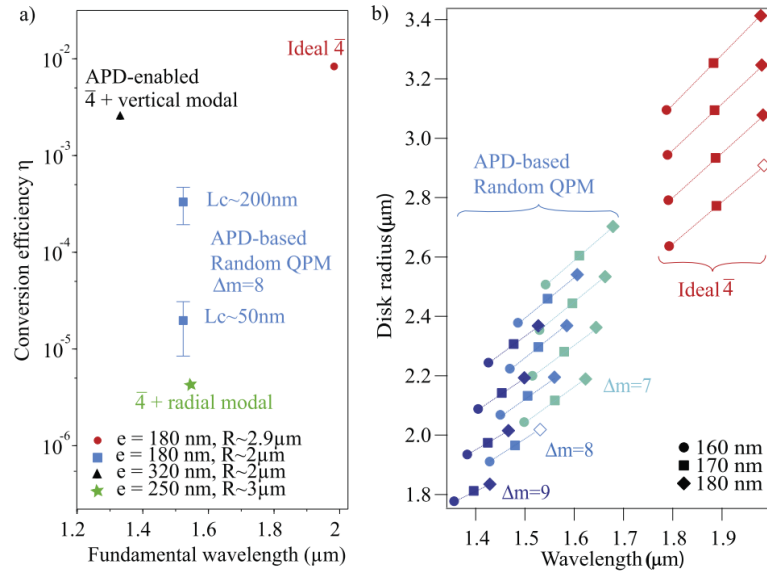 a)
Conversion efficiency η
10⁻²
10⁻³
10⁻⁴
10⁻⁵
10⁻⁶
Ideal 4̅
APD-enabled
4̅ + vertical modal
Lc~200nm
APD-based
Random QPM
Δm=8
Lc~50nm
4̅ + radial modal
e = 180 nm, R~2.9µm
e = 180 nm, R~2µm
e = 320 nm, R~2µm
e = 250 nm, R~3µm
1.2 1.4 1.6 1.8 2
Fundamental wavelength (µm)
b)
Disk radius(µm)
3.4
3.2
3.0
2.8
2.6
2.4
2.2
2.0
1.8
APD-based
Random QPM
Ideal 4̅
Δm=7
Δm=8
Δm=9
160 nm
170 nm
180 nm
1.4 1.5 1.6 1.7 1.8 1.9
Wavelength(µm)